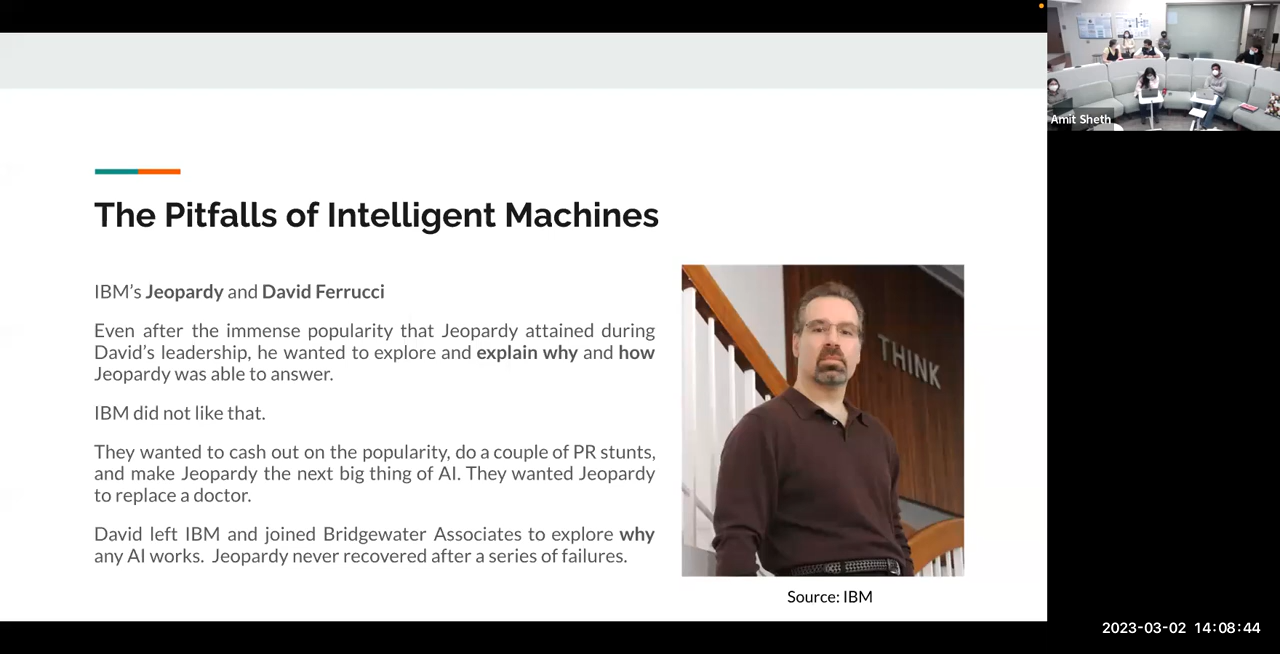 Amit Sheth
The Pitfalls of Intelligent Machines
IBM's Jeopardy and David Ferrucci
Even after the immense popularity that Jeopardy attained during
David's leadership, he wanted to explore and explain why and how
Jeopardy was able to answer.
IBM did not like that.
They wanted to cash out on the popularity, do a couple of PR stunts,
and make Jeopardy the next big thing of AI. They wanted Jeopardy
to replace a doctor.
David left IBM and joined Bridgewater Associates to explore why
any AI works. Jeopardy never recovered after a series of failures.
THINK
Source: IBM
2023-03-02 14:08:44